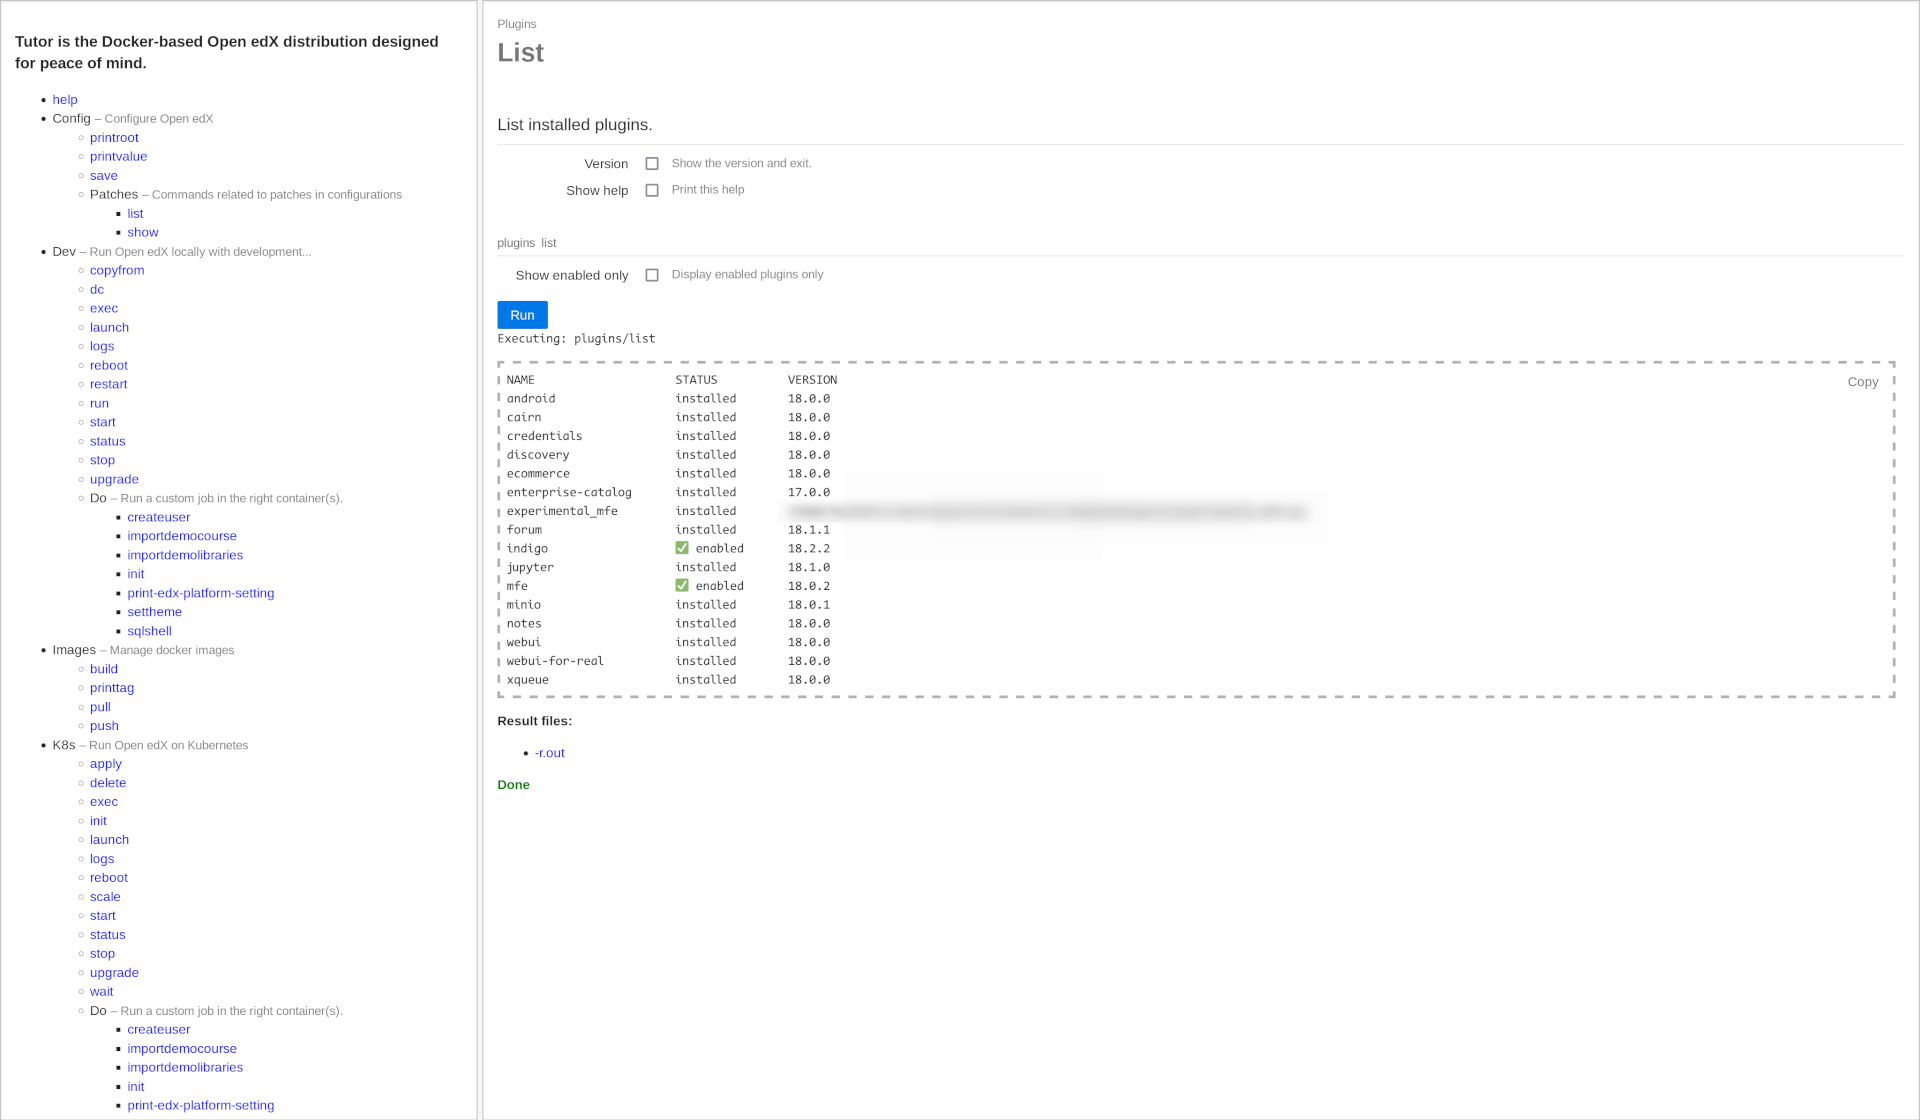 Tutor is the Docker-based Open edX distribution designed
for peace of mind.
help
Config – Configure Open edX
printroot
printvalue
save
Patches – Commands related to patches in configurations
list
show
Dev – Run Open edX locally with development...
copyfrom
dc
exec
launch
logs
reboot
restart
run
start
status
stop
upgrade
Do – Run a custom job in the right container(s).
createuser
importdemocourse
importdemolibraries
init
print-edx-platform-setting
settheme
sqlshell
Images – Manage docker images
build
printtag
pull
push
K8s – Run Open edX on Kubernetes
apply
delete
exec
init
launch
logs
reboot
scale
start
status
stop
upgrade
wait
Do – Run a custom job in the right container(s).
createuser
importdemocourse
importdemolibraries
init
print-edx-platform-setting
Plugins
List
List installed plugins.
Version Show the version and exit.
Show help Print this help
plugins list
Show enabled only Display enabled plugins only
Run
Executing: plugins/list
Copy
NAME STATUS VERSION
android installed 18.0.0
cairn installed 18.0.0
credentials installed 18.0.0
discovery installed 18.0.0
ecommerce installed 18.0.0
enterprise-catalog installed 17.0.0
experimental_mfe installed
forum installed 18.1.1
indigo ✅ enabled 18.2.2
jupyter installed 18.1.0
mfe ✅ enabled 18.0.2
minio installed 18.0.1
notes installed 18.0.0
webui installed 18.0.0
webui-for-real installed 18.0.0
xqueue installed 18.0.0
Result files:
-r.out
Done